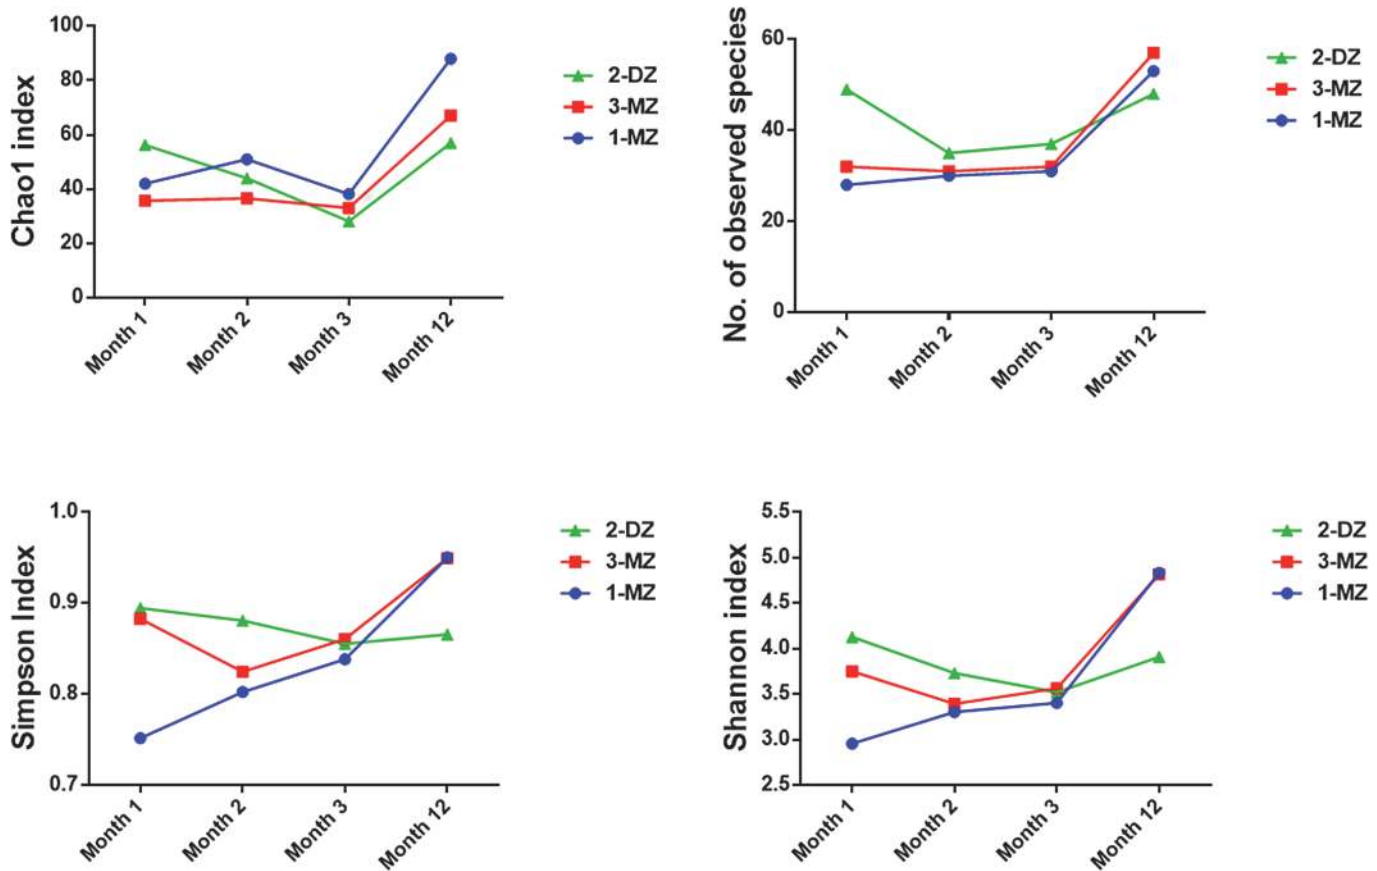 Chao1 index
100
80
60
40
20
0
Month 1
Month 2
Month 3
Month 12
2-DZ
3-MZ
1-MZ
No. of observed species
60
40
20
0
Month 1
Month 2
Month 3
Month 12
2-DZ
3-MZ
1-MZ
Simpson Index
1.0
0.9
0.8
0.7
Month 1
Month 2
Month 3
Month 12
2-DZ
3-MZ
1-MZ
Shannon index
5.5
5.0
4.5
4.0
3.5
3.0
2.5
Month 1
Month 2
Month 3
Month 12
2-DZ
3-MZ
1-MZ